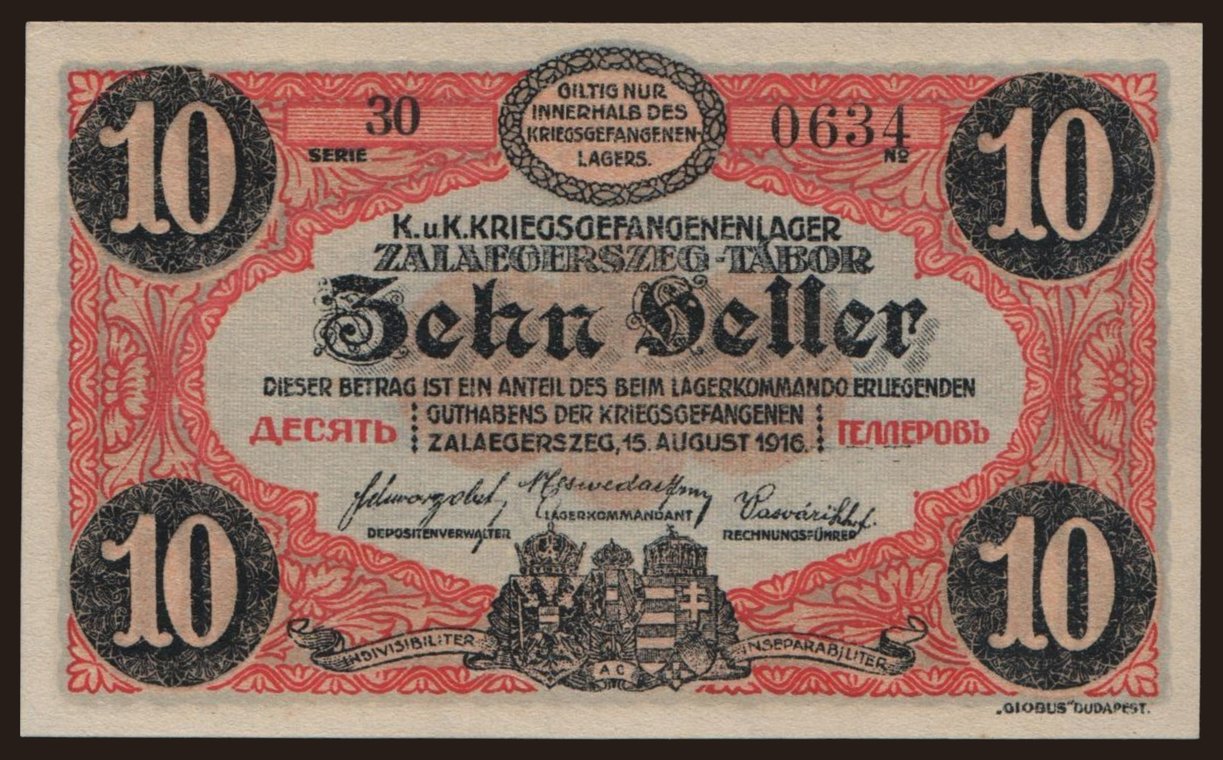 10
30
SERIE
GILTIG NUR
INNERHALB DES
KRIEGSGEFANGENEN-
LAGERS.
0634
No
10
K.u.K.KRIEGSGEFANGENENLAGER
ZALAEGERSZEG-TÁBOR
Zehn Heller
DIESER BETRAG IST EIN ANTEIL DES BEIM LAGERKOMMANDO ERLIEGENDEN
GUTHABENS DER KRIEGSGEFANGENEN
ДЕСЯТЬ
ZALAEGERSZEG, 15. AUGUST 1916.
ГЕЛЛЕРОВЪ
DEPOSITENVERWALTER
LAGERKOMMANDANT
RECHNUNGSFÜHRER
10
INDIVISIBILITER
AC
INSEPARABILITER
10
„GLOBUS" BUDAPEST.